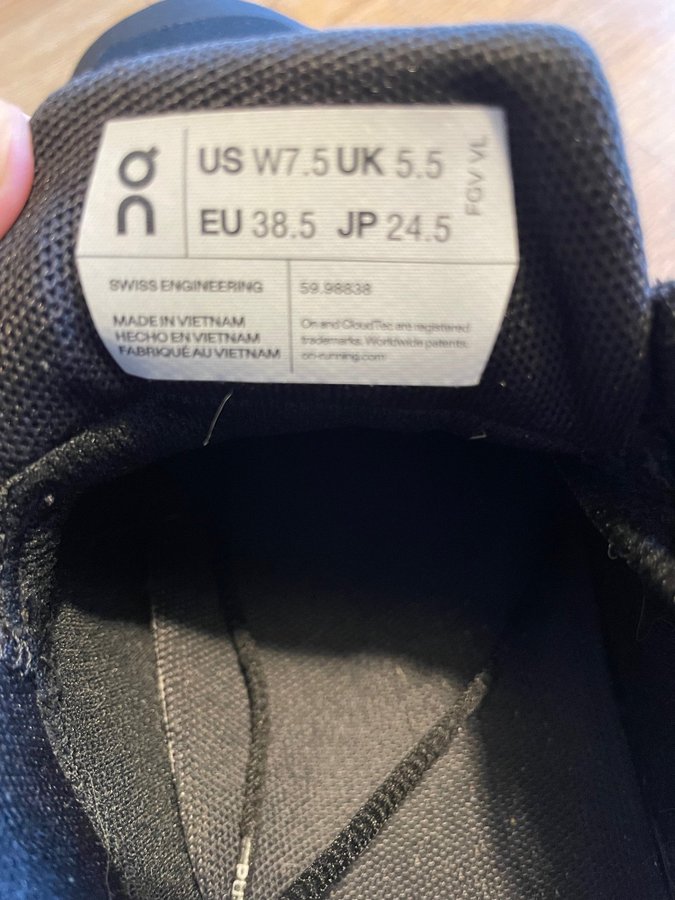 On
US W7.5 UK 5.5
EU 38.5 JP 24.5
FGV VL
SWISS ENGINEERING
59.98838
MADE IN VIETNAM
HECHO EN VIETNAM
FABRIQUÉ AU VIETNAM
On and CloudTec are registered
trademarks. Worldwide patents.
on-running.com